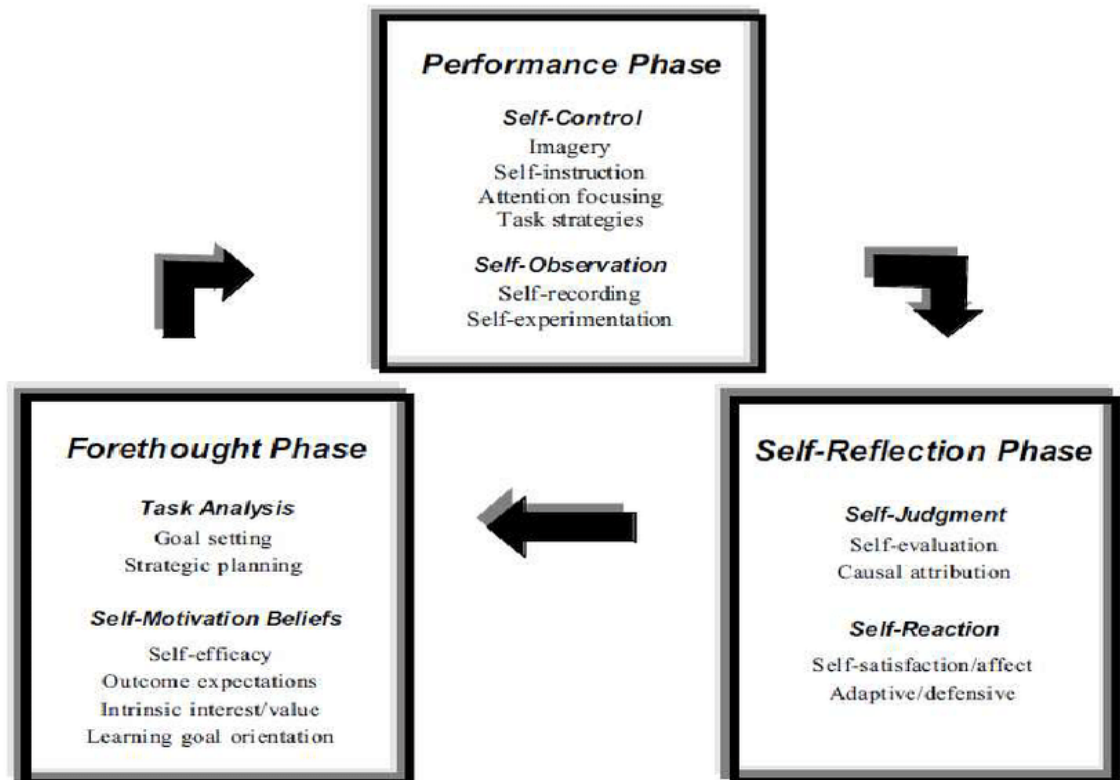 Performance Phase
Self-Control
Imagery
Self-instruction
Attention focusing
Task strategies
Self-Observation
Self-recording
Self-experimentation
Forethought Phase
Task Analysis
Goal setting
Strategic planning
Self-Motivation Beliefs
Self-efficacy
Outcome expectations
Intrinsic interest/value
Learning goal orientation
Self-Reflection Phase
Self-Judgment
Self-evaluation
Causal attribution
Self-Reaction
Self-satisfaction/affect
Adaptive/defensive